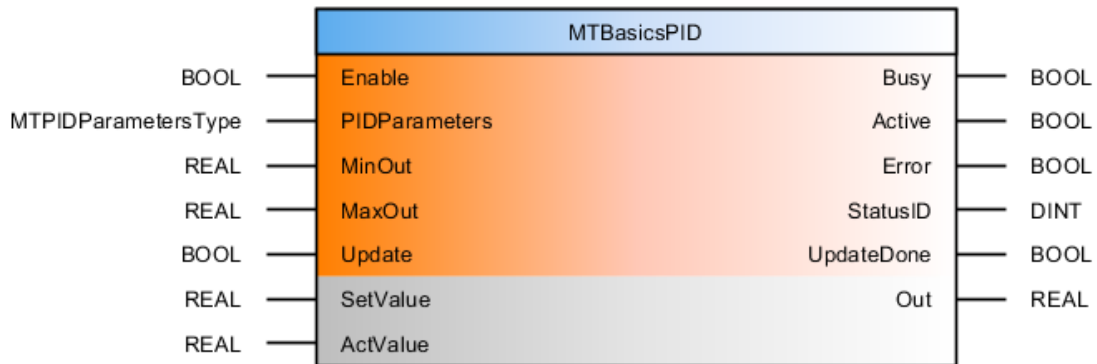 MTBasicsPID
BOOL Enable Busy BOOL
MTPIDParametersType PIDParameters Active BOOL
REAL MinOut Error BOOL
REAL MaxOut StatusID DINT
BOOL Update UpdateDone BOOL
REAL SetValue Out REAL
REAL ActValue